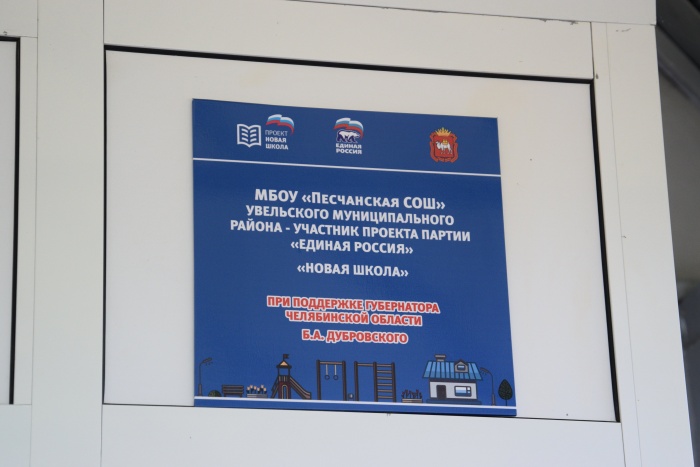 ПРОЕКТ
НОВАЯ
ШКОЛА
ЕДИНАЯ
РОССИЯ
МБОУ «Песчанская СОШ»
УВЕЛЬСКОГО МУНИЦИПАЛЬНОГО
РАЙОНА - УЧАСТНИК ПРОЕКТА ПАРТИИ
«ЕДИНАЯ РОССИЯ»
«НОВАЯ ШКОЛА»
ПРИ ПОДДЕРЖКЕ ГУБЕРНАТОРА
ЧЕЛЯБИНСКОЙ ОБЛАСТИ
Б.А. ДУБРОВСКОГО